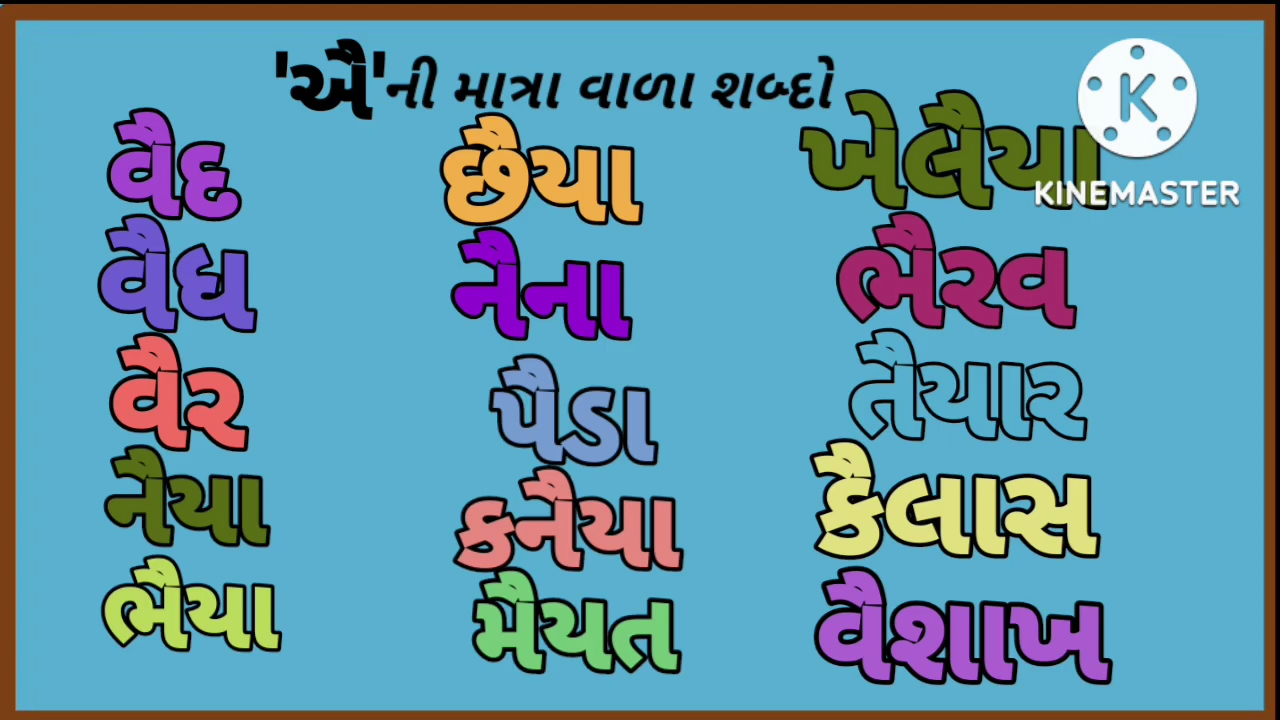 'ઐ'ની માત્રા વાળા શબ્દો
વૈદ
વૈધ
વૈર
નૈયા
ભૈયા
છૈયા
નૈના
પૈડા
કનૈયા
મૈયત
ખેલૈયા
ભૈરવ
તૈયાર
કૈલાસ
વૈશાખ
K
KINEMASTER